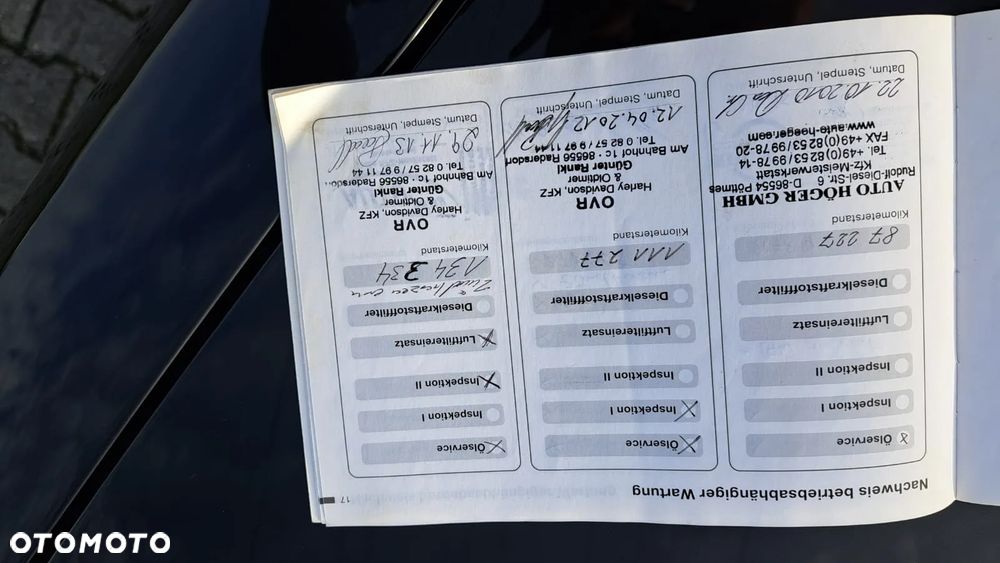 Nachweis betriebsabhängiger Wartung
Ölservice
Inspektion I
Inspektion II
Luftfiltereinsatz
Dieselkraftstofffilter
87 227
Kilometerstand
AUTO HÖGER GMBH
Rudolf-Diesel-Str. 6 D-86554 Pöttmes
Kfz-Meisterwerkstatt
Tel. +49(0)8253/9978-14
FAX +49(0)8253/9978-20
www.auto-hoeger.com
22.10.2010
Datum, Stempel, Unterschrift
Ölservice
Inspektion I
Inspektion II
Luftfiltereinsatz
Dieselkraftstofffilter
111 277
Kilometerstand
OVR
Harley Davidson, KFZ
& Oldtimer
Günter Rankl
Am Bahnhof 1c · 86556 Radersdorf
Tel. 0 82 57 / 9 97 11 44
12.04.2012
Datum, Stempel, Unterschrift
17
Ölservice
Inspektion I
Inspektion II
Luftfiltereinsatz
Dieselkraftstofffilter
Zündkerzen
134 334
Kilometerstand
OVR
Harley Davidson, KFZ
& Oldtimer
Günter Rankl
Am Bahnhof 1c · 86556 Radersdorf
Tel. 0 82 57 / 9 97 11 44
29.11.13
Datum, Stempel, Unterschrift
OTOMOTO